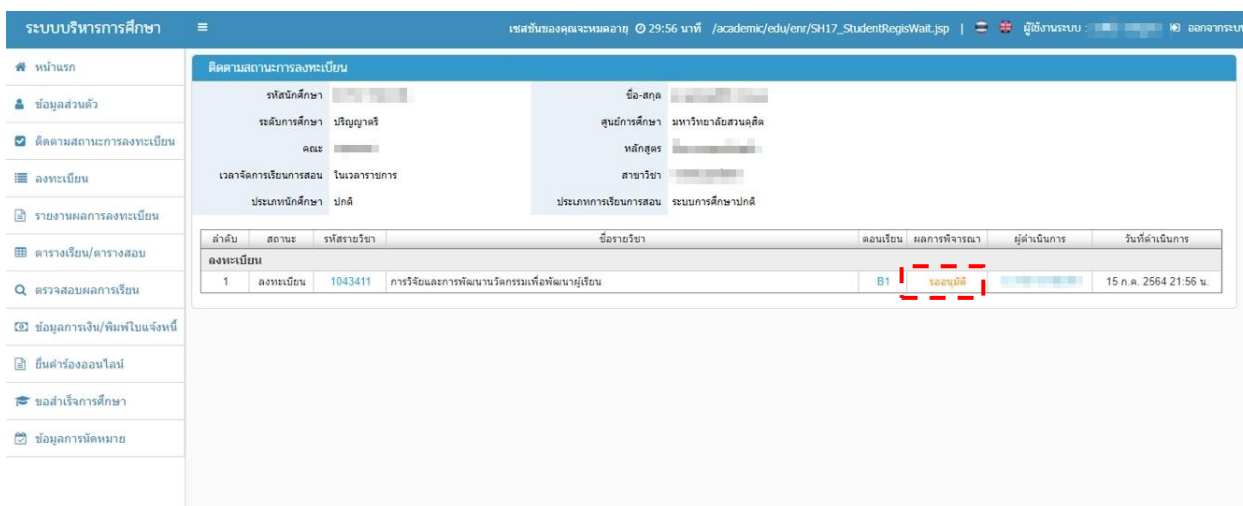 ระบบบริหารการศึกษา
เซสชันของคุณจะหมดอายุ 29:56 นาที /academic/edu/enr/SH17_StudentRegisWait.jsp | ผู้ใช้งานระบบ : ออกจากระบบ
หน้าแรก
ข้อมูลส่วนตัว
ติดตามสถานะการลงทะเบียน
ลงทะเบียน
รายงานผลการลงทะเบียน
ตารางเรียน/ตารางสอบ
ตรวจสอบผลการเรียน
ข้อมูลการเงิน/พิมพ์ใบแจ้งหนี้
ยื่นคำร้องออนไลน์
ขอสำเร็จการศึกษา
ข้อมูลการนัดหมาย
ติดตามสถานะการลงทะเบียน
รหัสนักศึกษา ชื่อ-สกุล
ระดับการศึกษา ปริญญาตรี ศูนย์การศึกษา มหาวิทยาลัยสวนดุสิต
คณะ หลักสูตร
เวลาจัดการเรียนการสอน ในเวลาราชการ สาขาวิชา
ประเภทนักศึกษา ปกติ ประเภทการเรียนการสอน ระบบการศึกษาปกติ
ลำดับ สถานะ รหัสรายวิชา ชื่อรายวิชา ตอนเรียน ผลการพิจารณา ผู้ดำเนินการ วันที่ดำเนินการ
ลงทะเบียน
1 ลงทะเบียน 1043411 การวิจัยและการพัฒนานวัตกรรมเพื่อพัฒนาผู้เรียน B1 รออนุมัติ 15 ก.ค. 2564 21:56 น.